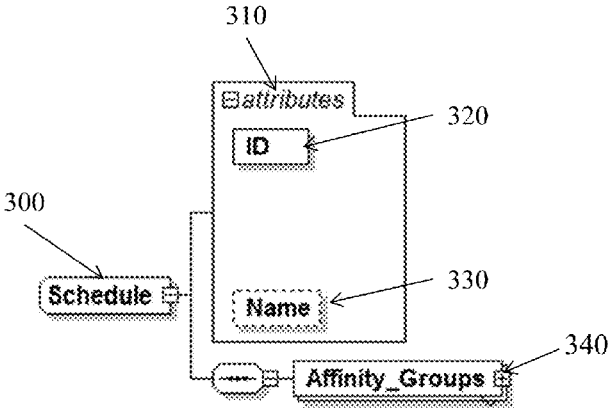 310
attributes
320
ID
300
330
Schedule
Name
340
Affinity_Groups